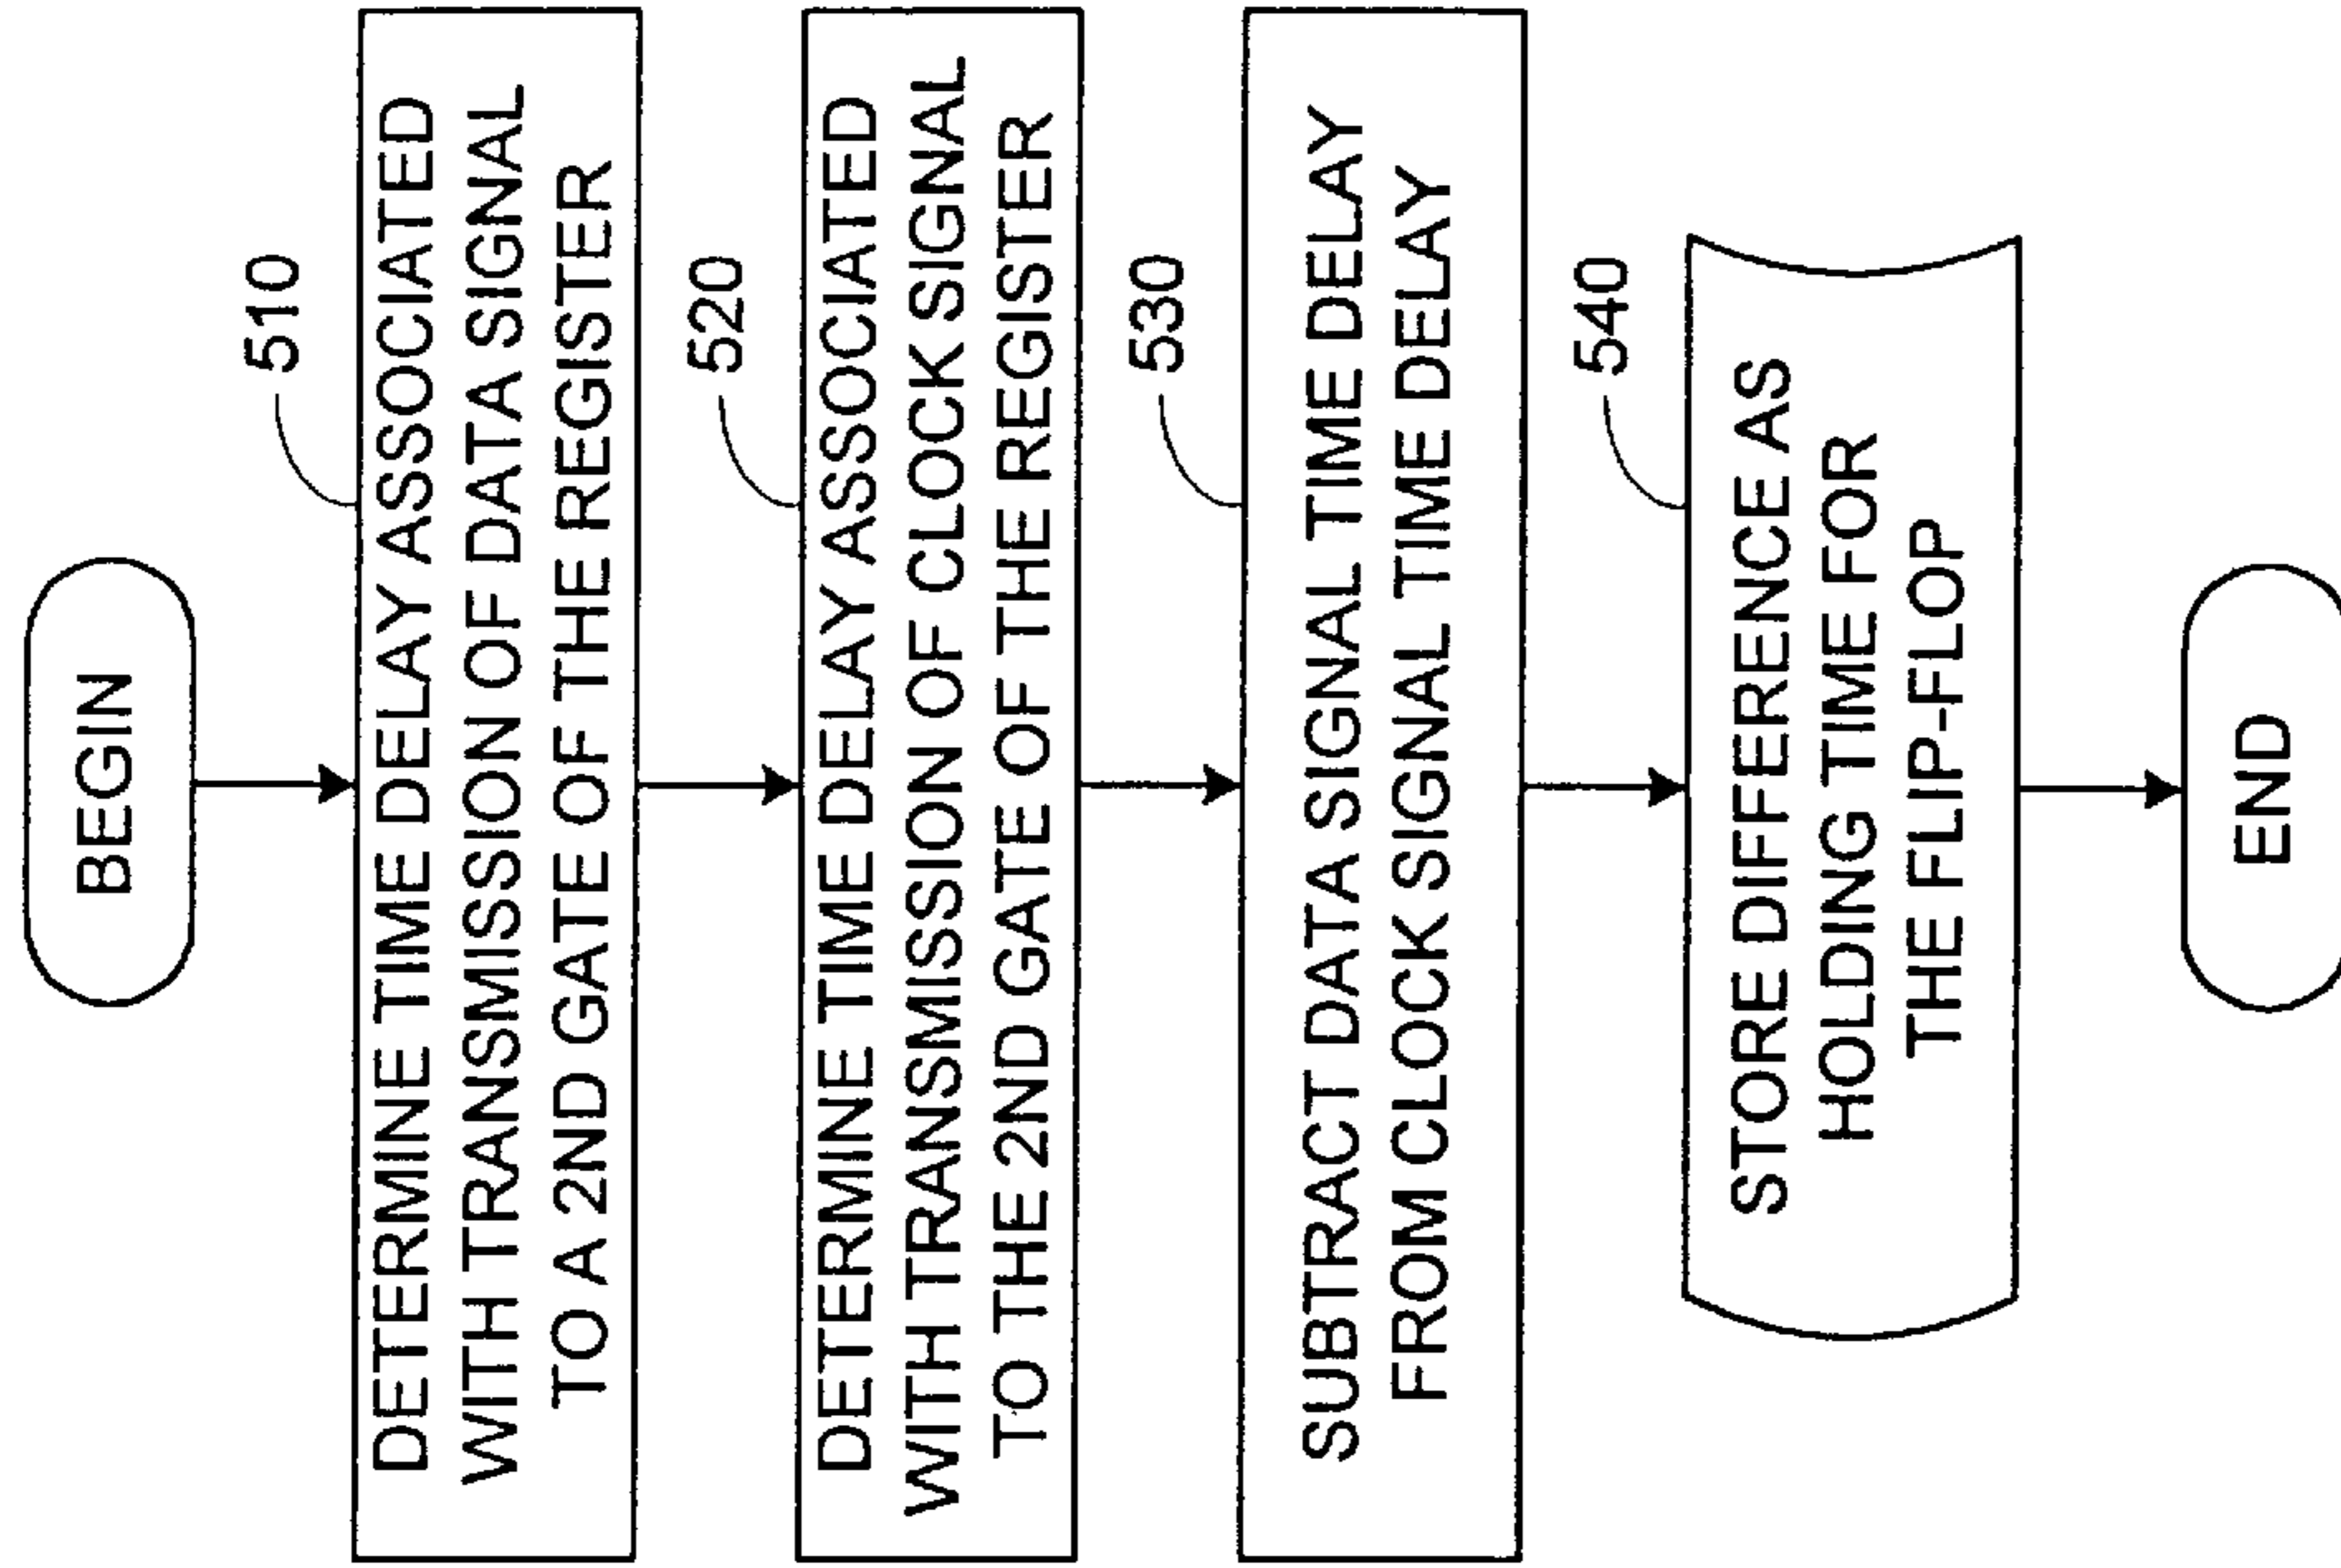 BEGIN
510
DETERMINE TIME DELAY ASSOCIATED
WITH TRANSMISSION OF DATA SIGNAL
TO A 2ND GATE OF THE REGISTER
520
DETERMINE TIME DELAY ASSOCIATED
WITH TRANSMISSION OF CLOCK SIGNAL
TO THE 2ND GATE OF THE REGISTER
530
SUBTRACT DATA SIGNAL TIME DELAY
FROM CLOCK SIGNAL TIME DELAY
540
STORE DIFFERENCE AS
HOLDING TIME FOR
THE FLIP-FLOP
END